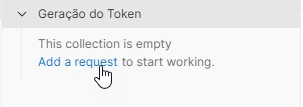 Geração do Token
This collection is empty
Add a request to start working.